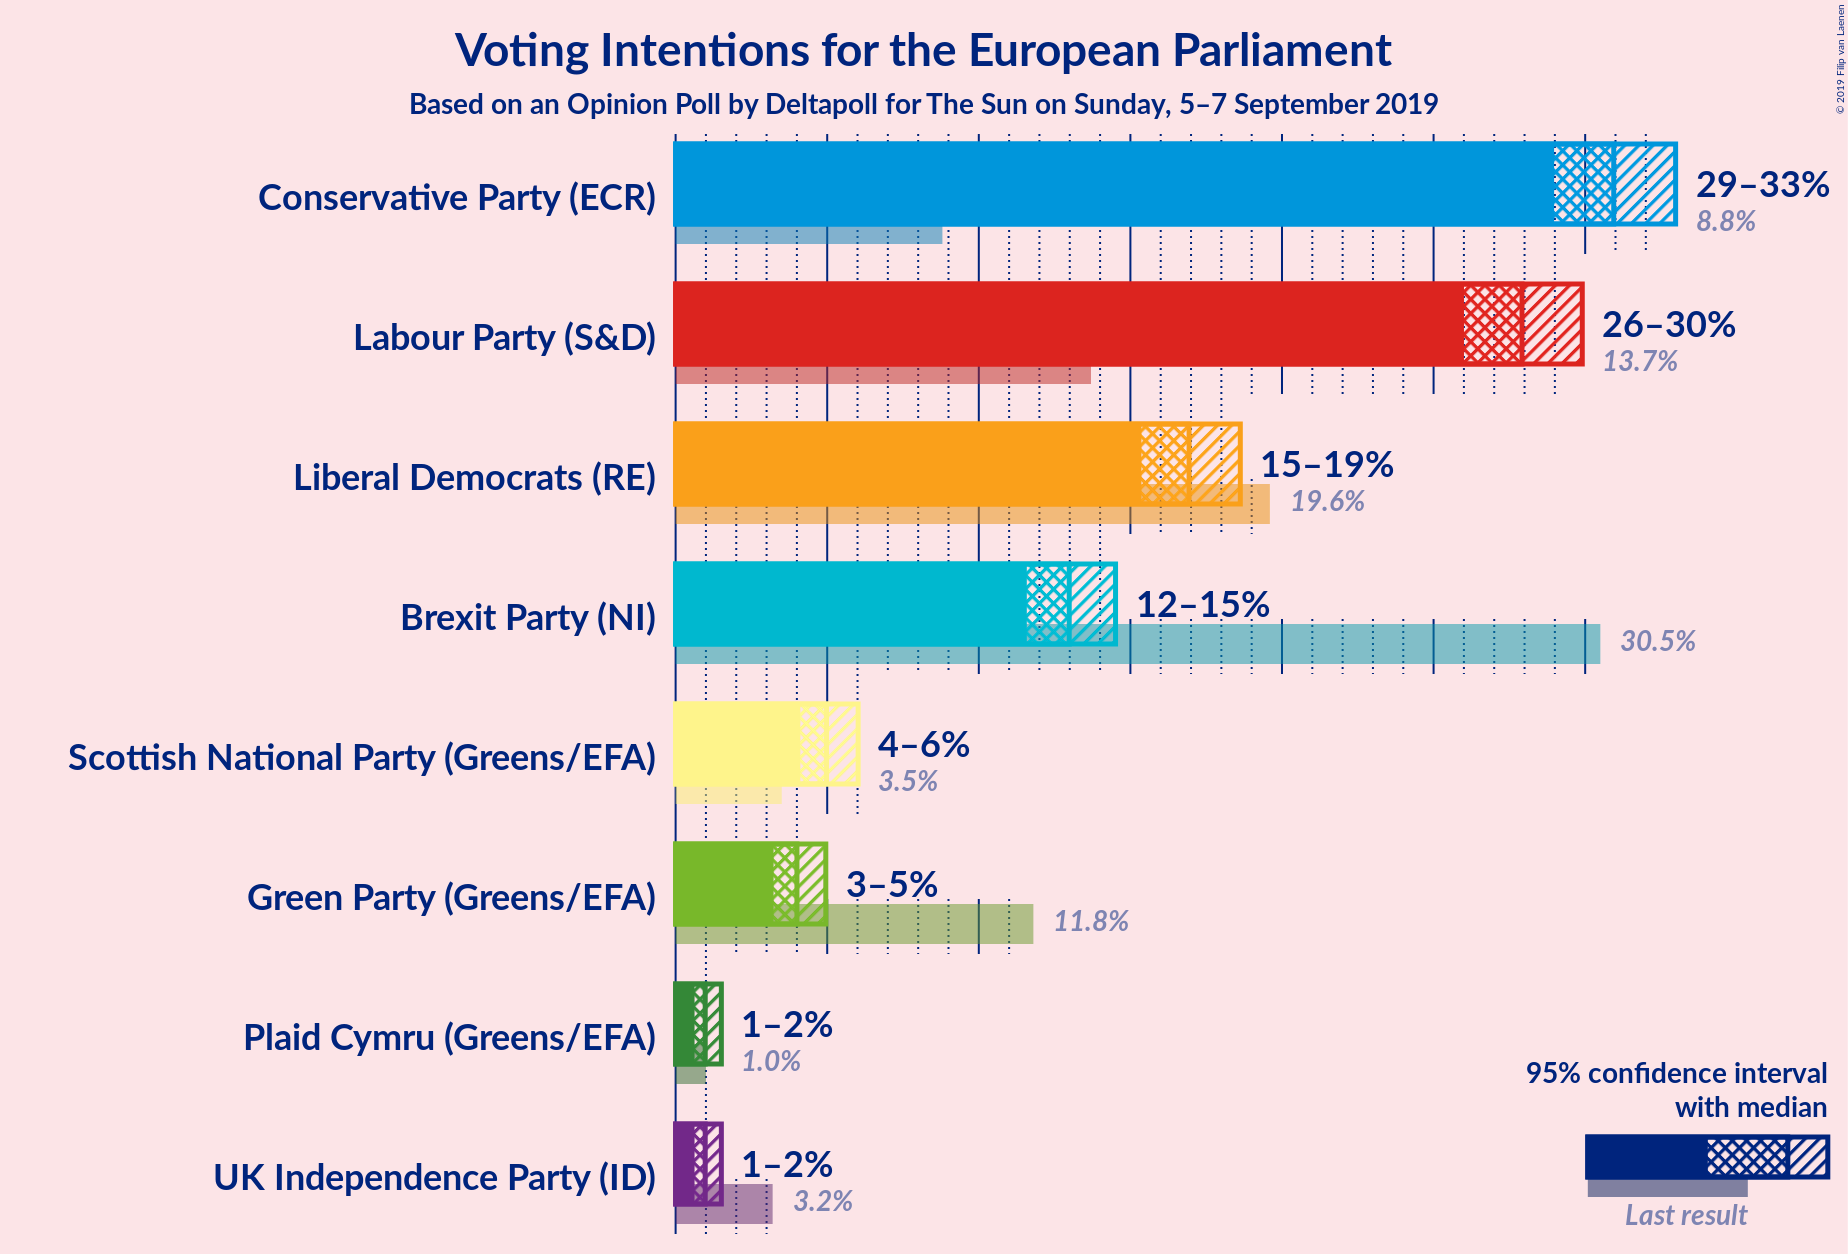 Voting Intentions for the European Parliament
Based on an Opinion Poll by Deltapoll for The Sun on Sunday, 5–7 September 2019
© 2019 Filip van Laenen
Conservative Party (ECR)
29–33%
8.8%
Labour Party (S&D)
26–30%
13.7%
Liberal Democrats (RE)
15–19%
19.6%
Brexit Party (NI)
12–15%
30.5%
Scottish National Party (Greens/EFA)
4–6%
3.5%
Green Party (Greens/EFA)
3–5%
11.8%
Plaid Cymru (Greens/EFA)
1–2%
1.0%
UK Independence Party (ID)
1–2%
3.2%
95% confidence interval
with median
Last result